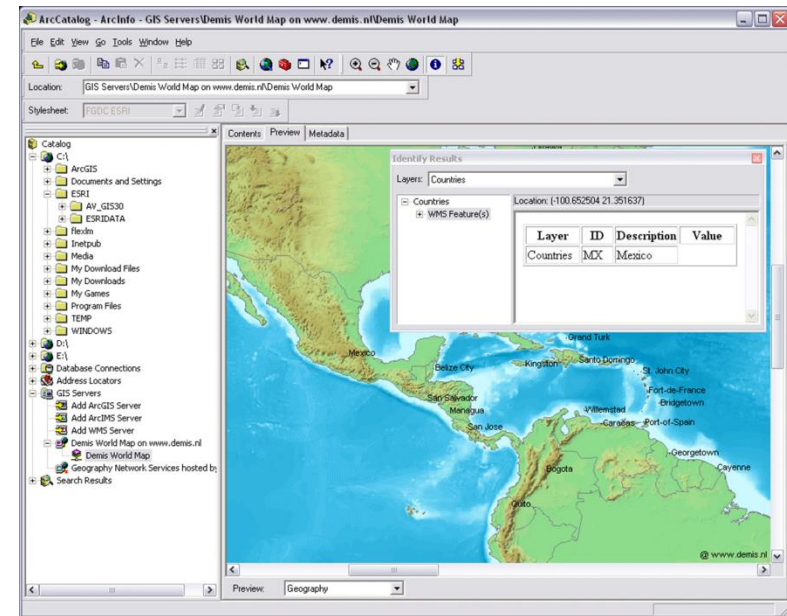 ArcCatalog - ArcInfo - GIS Servers\Demis World Map on www.demis.nl\Demis World Map
File Edit View Go Tools Window Help
Location: GIS Servers\Demis World Map on www.demis.nl\Demis World Map
Stylesheet: FGDC ESRI
Contents Preview Metadata
Catalog
C:\
ArcGIS
Documents and Settings
ESRI
AV_GIS30
ESRIDATA
flexlm
Inetpub
Media
My Download Files
My Downloads
My Games
Program Files
TEMP
WINDOWS
D:\
E:\
Database Connections
Address Locators
GIS Servers
Add ArcGIS Server
Add ArcIMS Server
Add WMS Server
Demis World Map on www.demis.nl
Demis World Map
Geography Network Services hosted by
Search Results
Identify Results
Layers: Countries
Countries
WMS Feature(s)
Location: (-100.652504 21.351637)
Layer ID Description Value
Countries MX Mexico
Grand Turk
Mexico
Belize City
Kingston
Santo Domingo
St. John City
San Salvador
Fort-de-France
Managua
Willemstad
Bridgetown
San Jose
Caracas
Port-of-Spain
Georgetown
Bogota
Cayenne
Quito
@ www.demis.nl
Preview: Geography